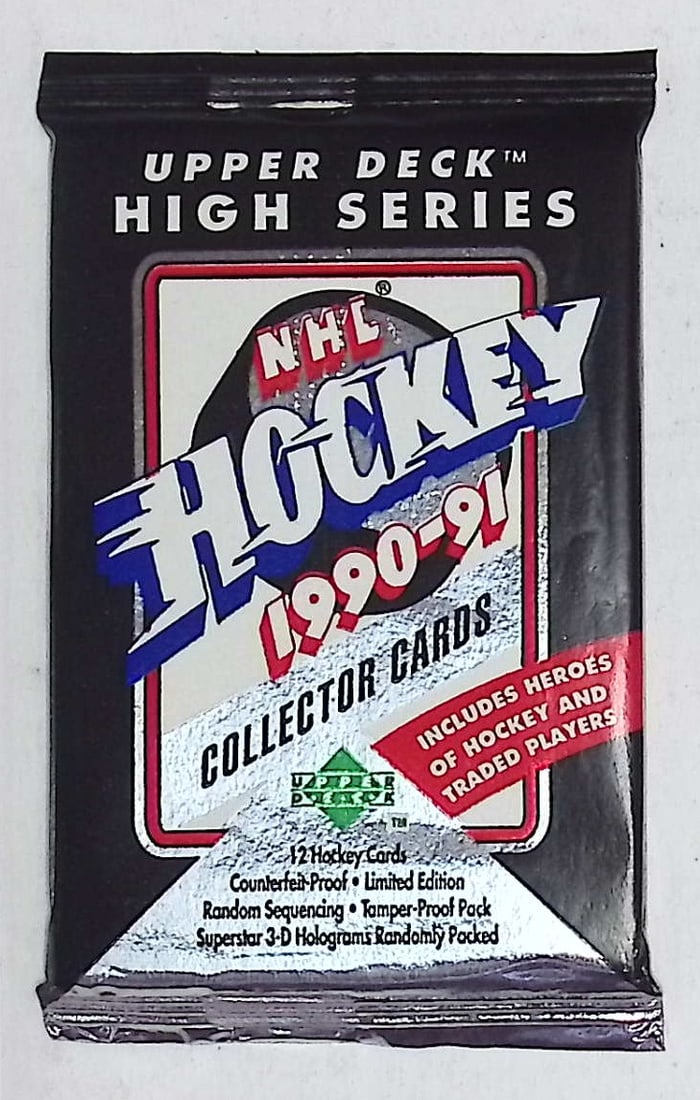 UPPER DECK™
HIGH SERIES
NHL®
HOCKEY
1990-91
COLLECTOR CARDS
INCLUDES HEROES
OF HOCKEY AND
TRADED PLAYERS
UPPER
DECK TM
12 Hockey Cards
Counterfeit-Proof • Limited Edition
Random Sequencing • Tamper-Proof Pack
Superstar 3-D Holograms Randomly Packed